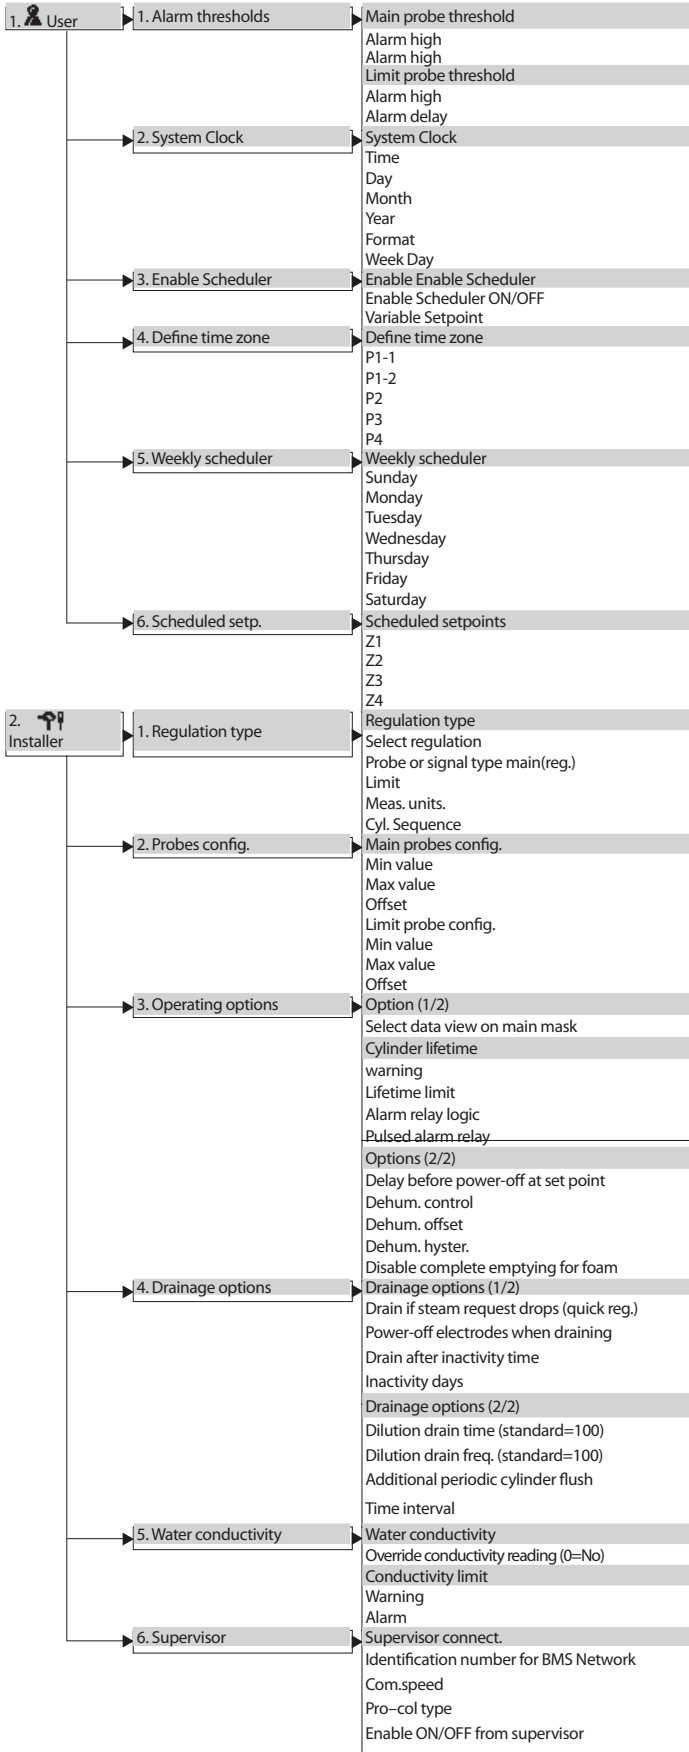 1. User
1. Alarm thresholds
Main probe threshold
Alarm high
Alarm high
Limit probe threshold
Alarm high
Alarm delay
2. System Clock
System Clock
Time
Day
Month
Year
Format
Week Day
3. Enable Scheduler
Enable Enable Scheduler
Enable Scheduler ON/OFF
Variable Setpoint
4. Define time zone
Define time zone
P1-1
P1-2
P2
P3
P4
5. Weekly scheduler
Weekly scheduler
Sunday
Monday
Tuesday
Wednesday
Thursday
Friday
Saturday
6. Scheduled setp.
Scheduled setpoints
Z1
Z2
Z3
Z4
2.
Installer
1. Regulation type
Regulation type
Select regulation
Probe or signal type main(reg.)
Limit
Meas. units.
Cyl. Sequence
2. Probes config.
Main probes config.
Min value
Max value
Offset
Limit probe config.
Min value
Max value
Offset
3. Operating options
Option (1/2)
Select data view on main mask
Cylinder lifetime
warning
Lifetime limit
Alarm relay logic
Pulsed alarm relay
Options (2/2)
Delay before power-off at set point
Dehum. control
Dehum. offset
Dehum. hyster.
Disable complete emptying for foam
4. Drainage options
Drainage options (1/2)
Drain if steam request drops (quick reg.)
Power-off electrodes when draining
Drain after inactivity time
Inactivity days
Drainage options (2/2)
Dilution drain time (standard=100)
Dilution drain freq. (standard=100)
Additional periodic cylinder flush
Time interval
5. Water conductivity
Water conductivity
Override conductivity reading (0=No)
Conductivity limit
Warning
Alarm
6. Supervisor
Supervisor connect.
Identification number for BMS Network
Com.speed
Pro–col type
Enable ON/OFF from supervisor